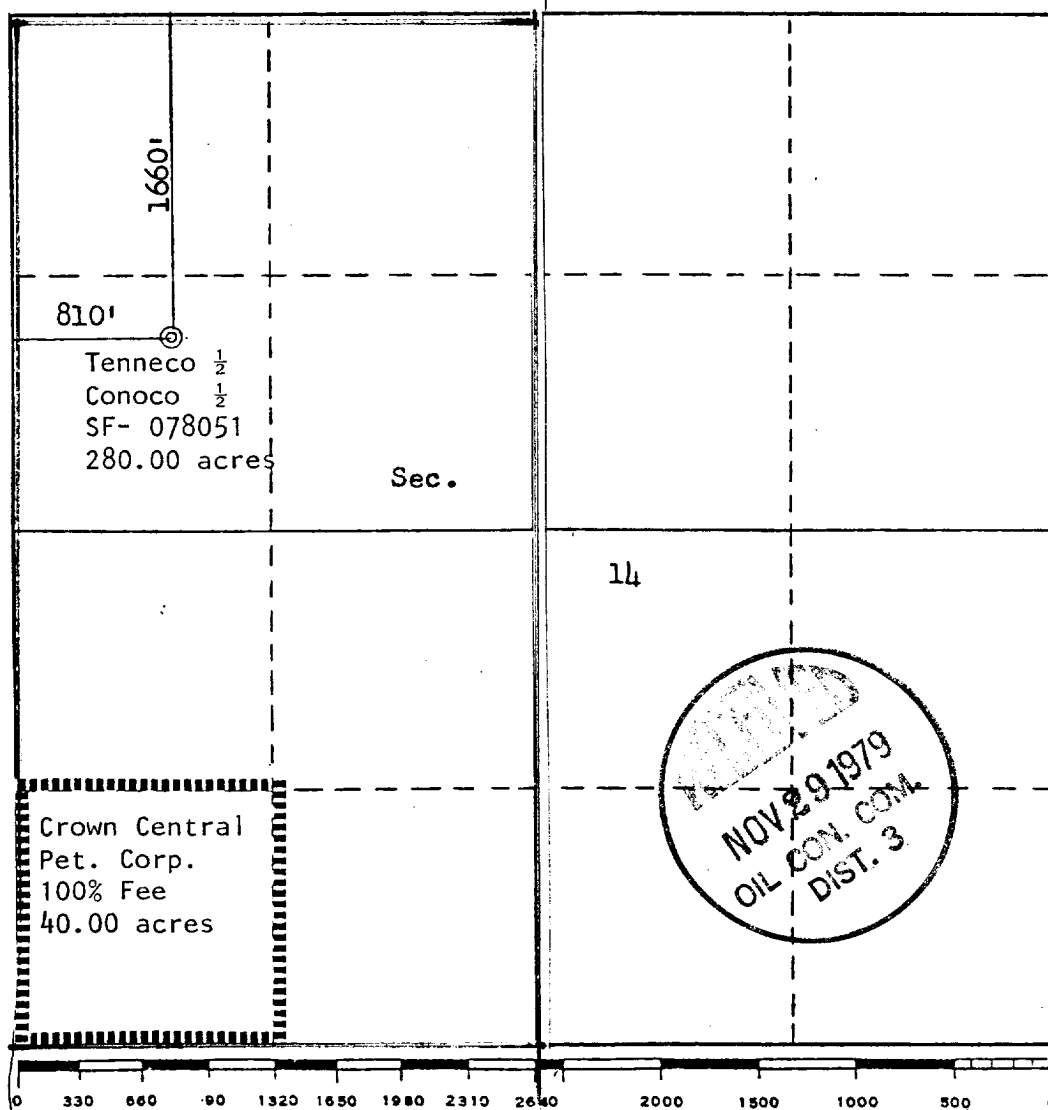 1660'
810'
Tenneco ½
Conoco ½
SF- 078051
280.00 acres
Sec.
14
NOV 29 1979
OIL CON. COM.
DIST. 3
Crown Central
Pet. Corp.
100% Fee
40.00 acres
0 330 660 90 1320 1650 1980 2310 2640 2000 1500 1000 500